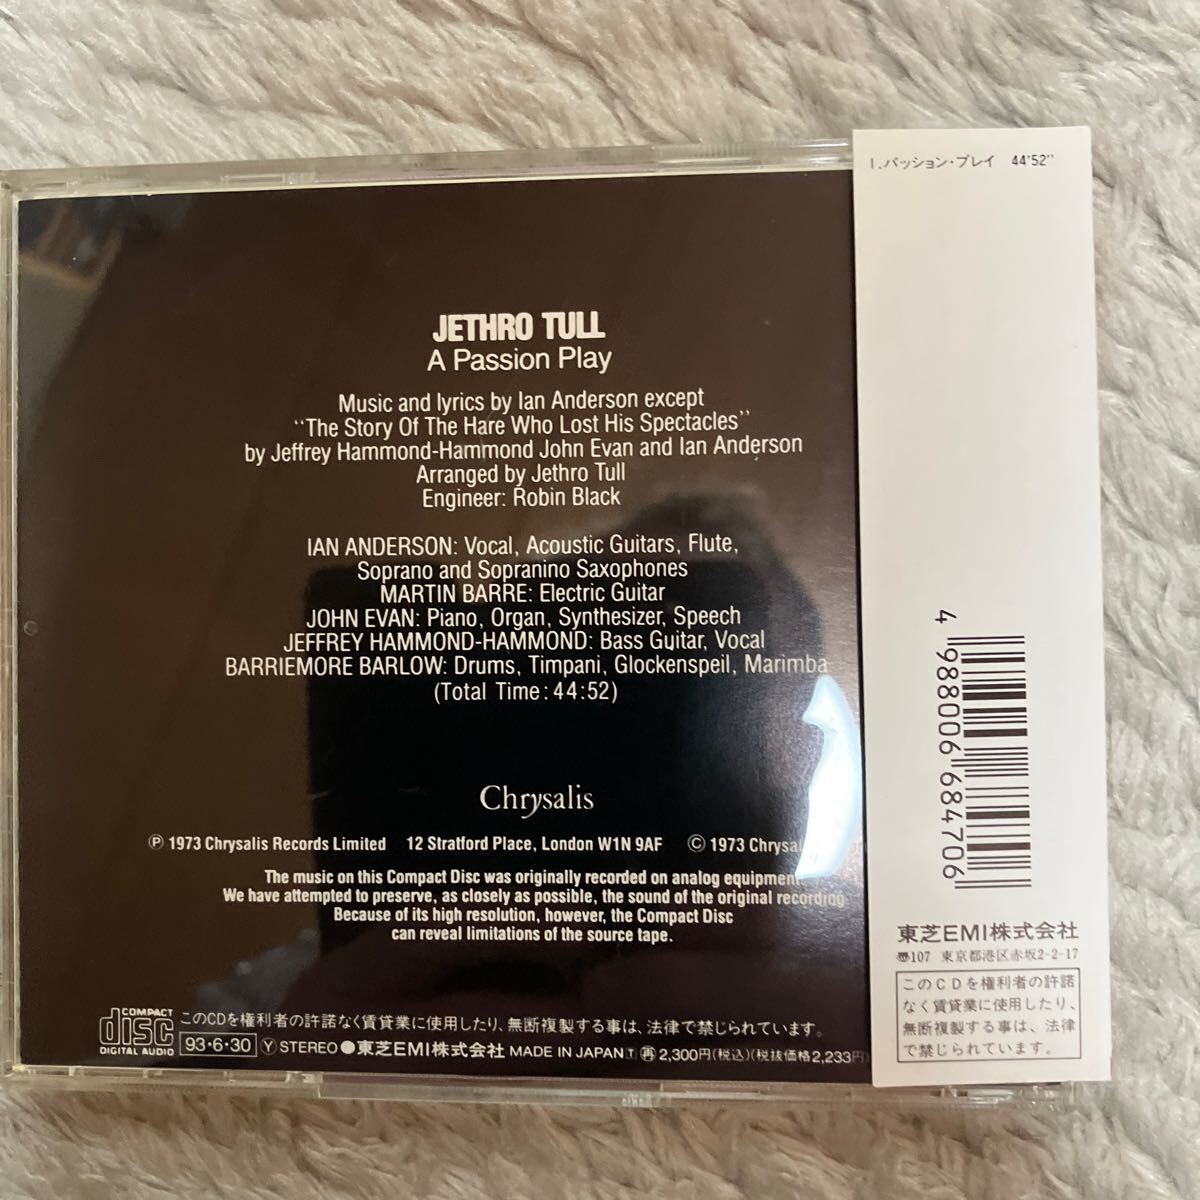 JETHRO TULL
A Passion Play
Music and lyrics by Ian Anderson except
"The Story Of The Hare Who Lost His Spectacles"
by Jeffrey Hammond-Hammond John Evan and Ian Anderson
Arranged by Jethro Tull
Engineer: Robin Black
IAN ANDERSON: Vocal, Acoustic Guitars, Flute,
Soprano and Sopranino Saxophones
MARTIN BARRE: Electric Guitar
JOHN EVAN: Piano, Organ, Synthesizer, Speech
JEFFREY HAMMOND-HAMMOND: Bass Guitar, Vocal
BARRIEMORE BARLOW: Drums, Timpani, Glockenspeil, Marimba
(Total Time: 44:52)
Chrysalis
Ⓟ 1973 Chrysalis Records Limited 12 Stratford Place, London W1N 9AF Ⓒ 1973 Chrysal
The music on this Compact Disc was originally recorded on analog equipment.
We have attempted to preserve, as closely as possible, the sound of the original recording
Because of its high resolution, however, the Compact Disc
can reveal limitations of the source tape.
COMPACT
disc
DIGITAL AUDIO
このCDを権利者の許諾なく賃貸業に使用したり、無断複製する事は、法律で禁じられています。
93・6・30 Ⓨ STEREO ●東芝EMI株式会社 MADE IN JAPAN Ⓣ ㊢ 2,300円(税込)(税抜価格2,233円)
1.パッション・プレイ 44'52''
4 988006 684706
東芝EMI株式会社
〠107 東京都港区赤坂2-2-17
このCDを権利者の許諾
なく賃貸業に使用したり、
無断複製する事は、法律
で禁じられています。